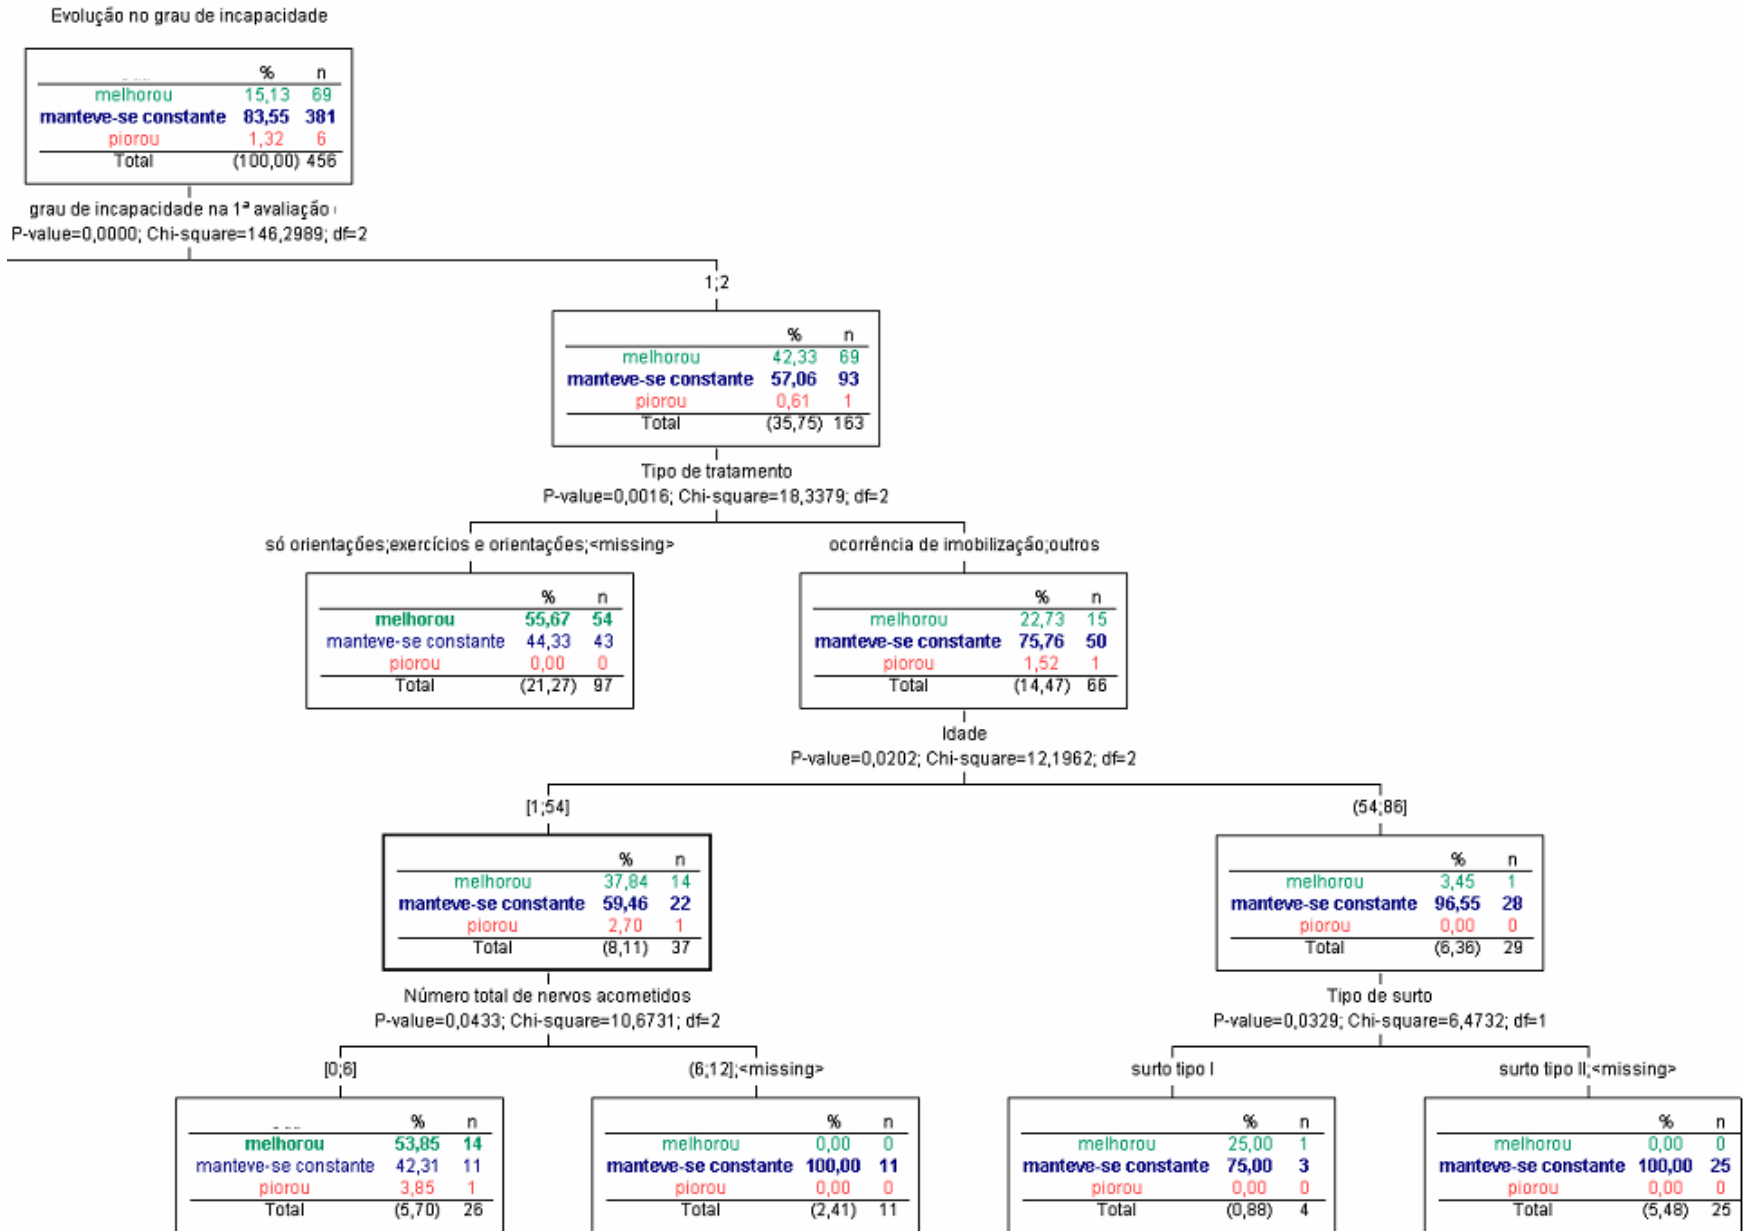 Evolução no grau de incapacidade
% n
melhorou 15,13 69
manteve-se constante 83,55 381
piorou 1,32 6
Total (100,00) 456
grau de incapacidade na 1ª avaliação
P-value=0,0000; Chi-square=146,2989; df=2
1;2
% n
melhorou 42,33 69
manteve-se constante 57,06 93
piorou 0,61 1
Total (35,75) 163
Tipo de tratamento
P-value=0,0016; Chi-square=18,3379; df=2
só orientações;exercícios e orientações;<missing> ocorrência de imobilização;outros
% n % n
melhorou 55,67 54 melhorou 22,73 15
manteve-se constante 44,33 43 manteve-se constante 75,76 50
piorou 0,00 0 piorou 1,52 1
Total (21,27) 97 Total (14,47) 66
Idade
P-value=0,0202; Chi-square=12,1962; df=2
[1;54] (54;86]
% n % n
melhorou 37,84 14 melhorou 3,45 1
manteve-se constante 59,46 22 manteve-se constante 96,55 28
piorou 2,70 1 piorou 0,00 0
Total (8,11) 37 Total (6,36) 29
Número total de nervos acometidos Tipo de surto
P-value=0,0433; Chi-square=10,6731; df=2 P-value=0,0329; Chi-square=6,4732; df=1
[0;6] (6;12];<missing> surto tipo I surto tipo II;<missing>
% n % n % n % n
melhorou 53,85 14 melhorou 0,00 0 melhorou 25,00 1 melhorou 0,00 0
manteve-se constante 42,31 11 manteve-se constante 100,00 11 manteve-se constante 75,00 3 manteve-se constante 100,00 25
piorou 3,85 1 piorou 0,00 0 piorou 0,00 0 piorou 0,00 0
Total (5,70) 26 Total (2,41) 11 Total (0,88) 4 Total (5,48) 25